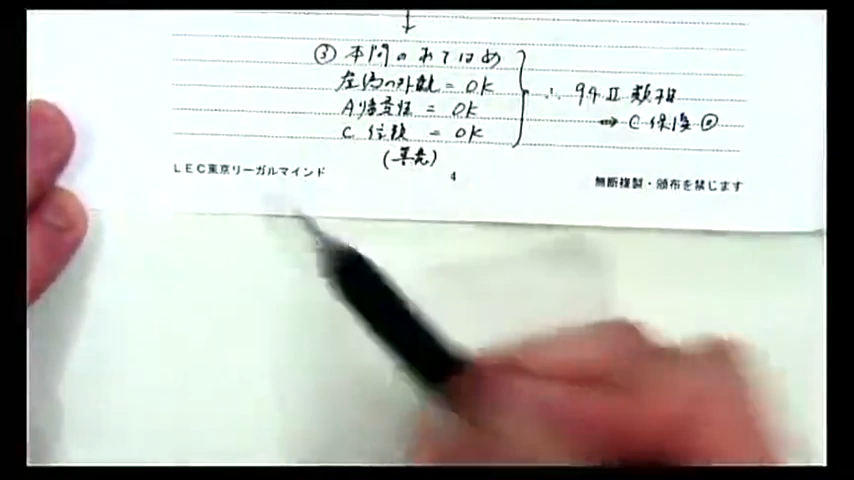 ③ 本問のあてはめ
虚偽の外観 = OK
A帰責性 = OK
C 信頼 = OK
(善意)
∴ 94Ⅱ類推
→ C保護
LEC東京リーガルマインド
4
無断複製・頒布を禁じます